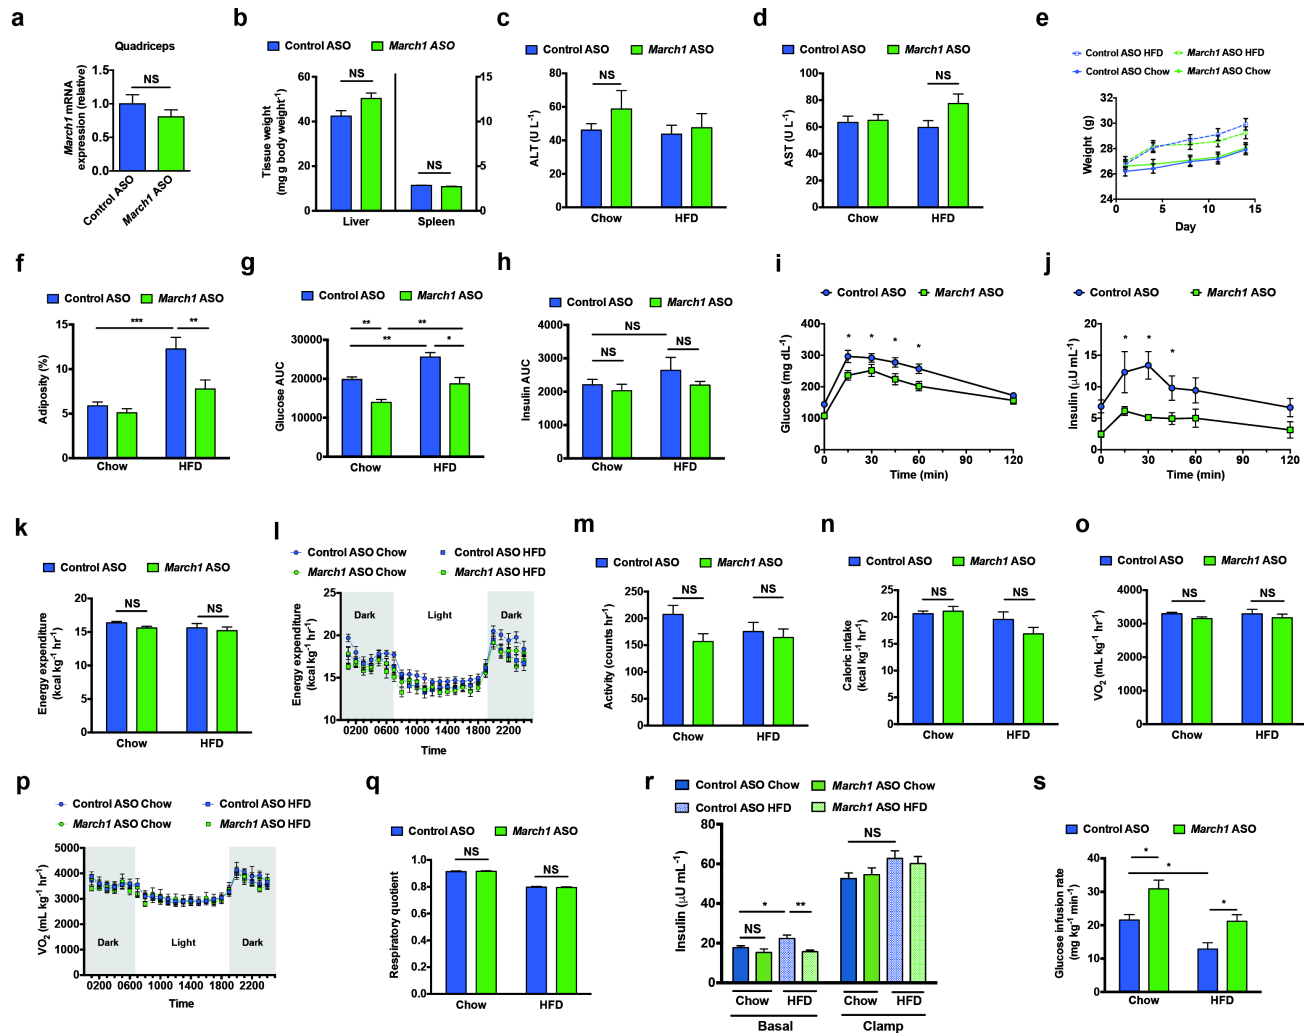 a
Quadriceps
March1 mRNA
expression (relative)
1.5
1.0
0.5
0.0
NS
Control ASO
March1 ASO
b
Control ASO
March1 ASO
Tissue weight
(mg g body weight-1)
60
40
20
0
15
10
5
0
NS
NS
Liver
Spleen
c
Control ASO
March1 ASO
ALT (U L-1)
80
60
40
20
0
NS
Chow
HFD
d
Control ASO
March1 ASO
AST (U L-1)
100
75
50
25
0
NS
Chow
HFD
e
Control ASO HFD
March1 ASO HFD
Control ASO Chow
March1 ASO Chow
Weight (g)
32
30
28
26
24
0
5
10
15
Day
f
Control ASO
March1 ASO
Adiposity (%)
15
10
5
0
***
**
Chow
HFD
g
Control ASO
March1 ASO
Glucose AUC
30000
20000
10000
0
**
**
**
*
Chow
HFD
h
Control ASO
March1 ASO
Insulin AUC
4000
3000
2000
1000
0
NS
NS
NS
Chow
HFD
i
Control ASO
March1 ASO
Glucose (mg dL-1)
400
300
200
100
0
* * * *
0
30
60
90
120
Time (min)
j
Control ASO
March1 ASO
Insulin (μU mL-1)
20
15
10
5
0
* * *
0
30
60
90
120
Time (min)
k
Control ASO
March1 ASO
Energy expenditure
(kcal kg-1 hr-1)
20
15
10
5
0
NS
NS
Chow
HFD
l
Control ASO Chow
Control ASO HFD
March1 ASO Chow
March1 ASO HFD
Energy expenditure
(kcal kg-1 hr-1)
25
20
15
10
Dark
Light
Dark
0200 0600 1000 1400 1800 2200
Time
m
Control ASO
March1 ASO
Activity (counts hr-1)
250
200
150
100
50
0
NS
NS
Chow
HFD
n
Control ASO
March1 ASO
Caloric intake
(kcal kg-1 hr-1)
25
20
15
10
5
0
NS
NS
Chow
HFD
o
Control ASO
March1 ASO
VO2 (mL kg-1 hr-1)
4000
3000
2000
1000
0
NS
NS
Chow
HFD
p
Control ASO Chow
Control ASO HFD
March1 ASO Chow
March1 ASO HFD
VO2 (mL kg-1 hr-1)
5000
4000
3000
2000
1000
0
Dark
Light
Dark
0200 0600 1000 1400 1800 2200
Time
q
Control ASO
March1 ASO
Respiratory quotient
1.0
0.8
0.6
0.4
0.2
0.0
NS
NS
Chow
HFD
r
Control ASO Chow
March1 ASO Chow
Control ASO HFD
March1 ASO HFD
Insulin (μU mL-1)
80
60
40
20
0
NS
*
**
NS
Chow
HFD
Chow
HFD
Basal
Clamp
s
Control ASO
March1 ASO
Glucose infusion rate
(mg kg-1 min-1)
40
30
20
10
0
*
*
*
Chow
HFD